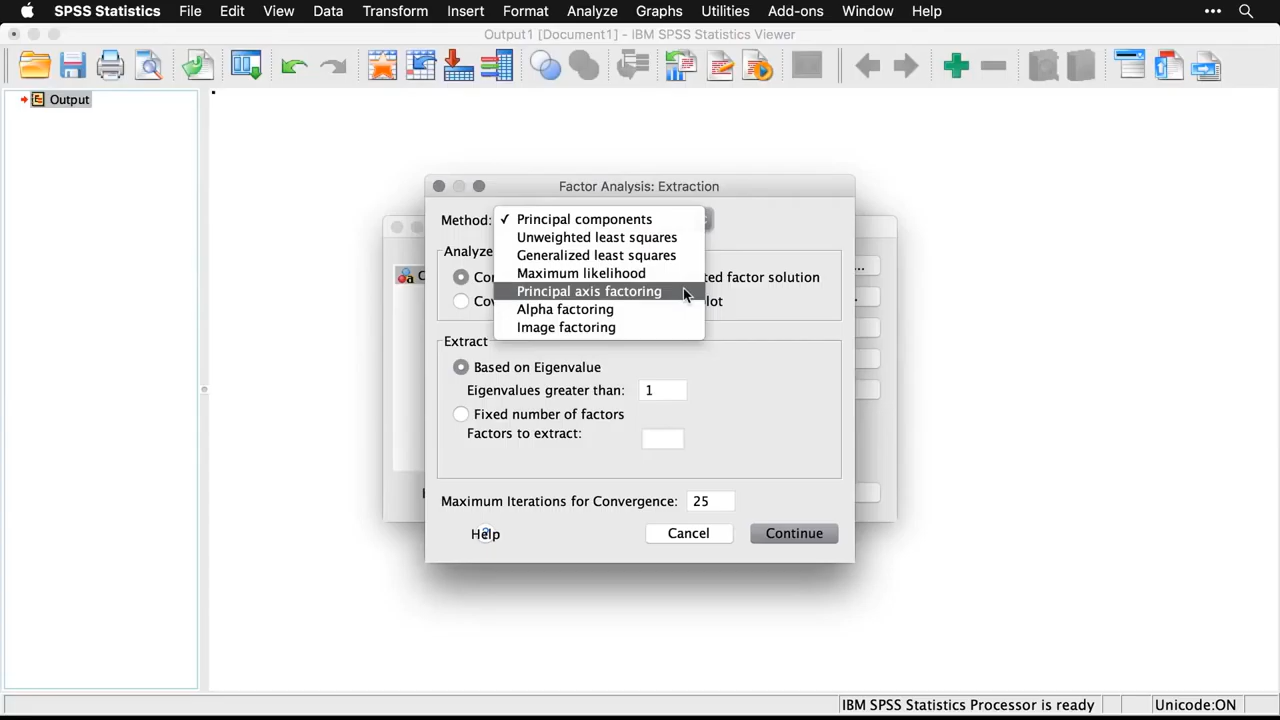 SPSS Statistics File Edit View Data Transform Insert Format Analyze Graphs Utilities Add-ons Window Help
Output1 [Document1] - IBM SPSS Statistics Viewer
Output
Factor Analysis: Extraction
Method: ✓ Principal components
Unweighted least squares
Analyze
Generalized least squares
Maximum likelihood
Co ted factor solution
Principal axis factoring
Cov lot
Alpha factoring
Image factoring
Extract
Based on Eigenvalue
Eigenvalues greater than: 1
Fixed number of factors
Factors to extract:
Maximum Iterations for Convergence: 25
Help Cancel Continue
IBM SPSS Statistics Processor is ready Unicode:ON